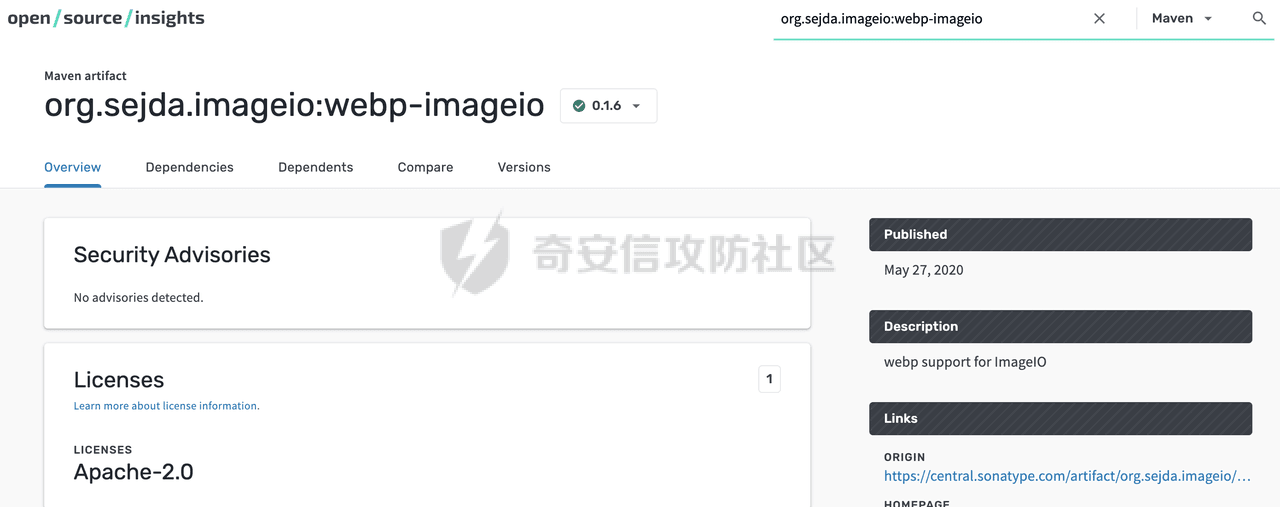 open/source/insights
org.sejda.imageio:webp-imageio
Maven
Maven artifact
org.sejda.imageio:webp-imageio
0.1.6
Overview
Dependencies
Dependents
Compare
Versions
Security Advisories
No advisories detected.
Licenses
1
Learn more about license information.
LICENSES
Apache-2.0
奇安信攻防社区
Published
May 27, 2020
Description
webp support for ImageIO
Links
ORIGIN
https://central.sonatype.com/artifact/org.sejda.imageio/…
HOMEPAGE